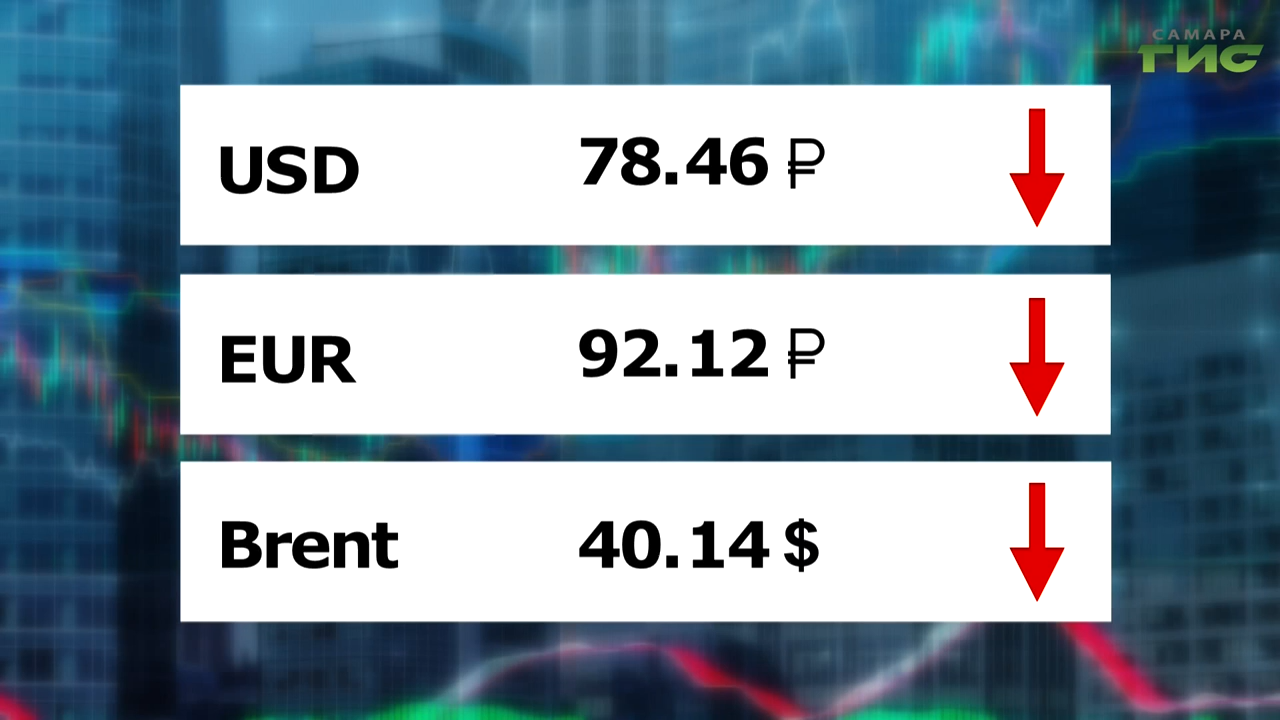 САМАРА
ГИС
USD 78.46 ₽
EUR 92.12 ₽
Brent 40.14 $